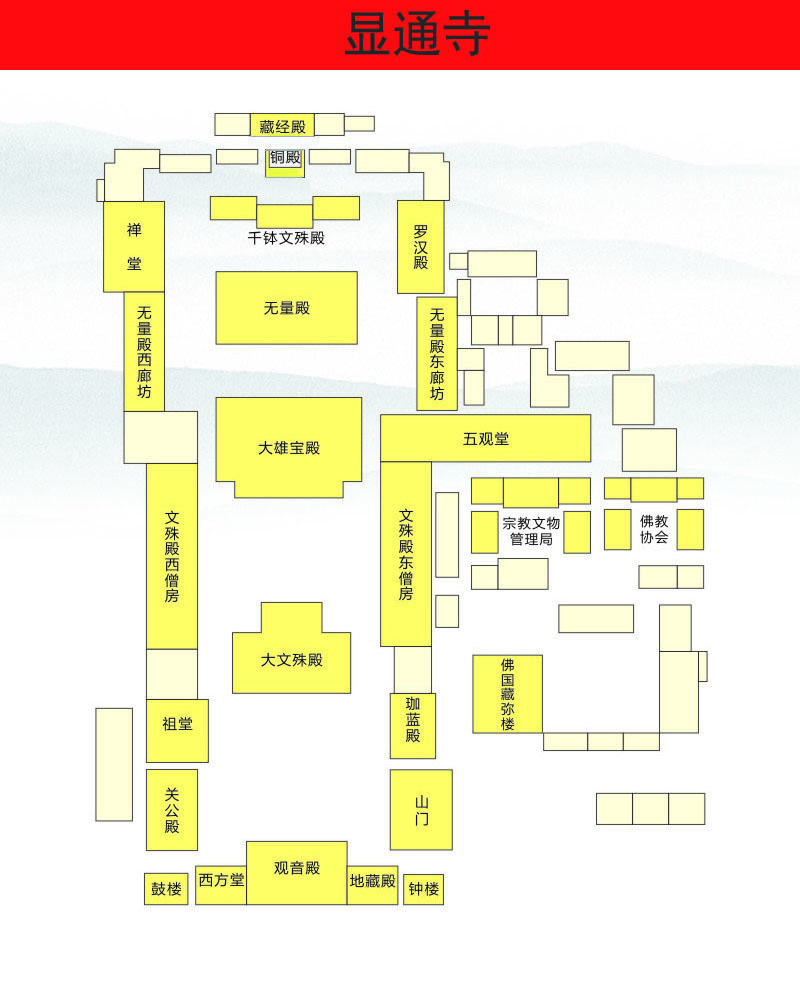 显通寺
藏经殿
铜殿
千钵文殊殿
禅堂
罗汉殿
无量殿
无量殿西廊坊
无量殿东廊坊
大雄宝殿
五观堂
文殊殿西僧房
文殊殿东僧房
宗教文物
管理局
佛教
协会
大文殊殿
佛国藏弥楼
祖堂
珈蓝殿
关公殿
山门
观音殿
西方堂
地藏殿
鼓楼
钟楼